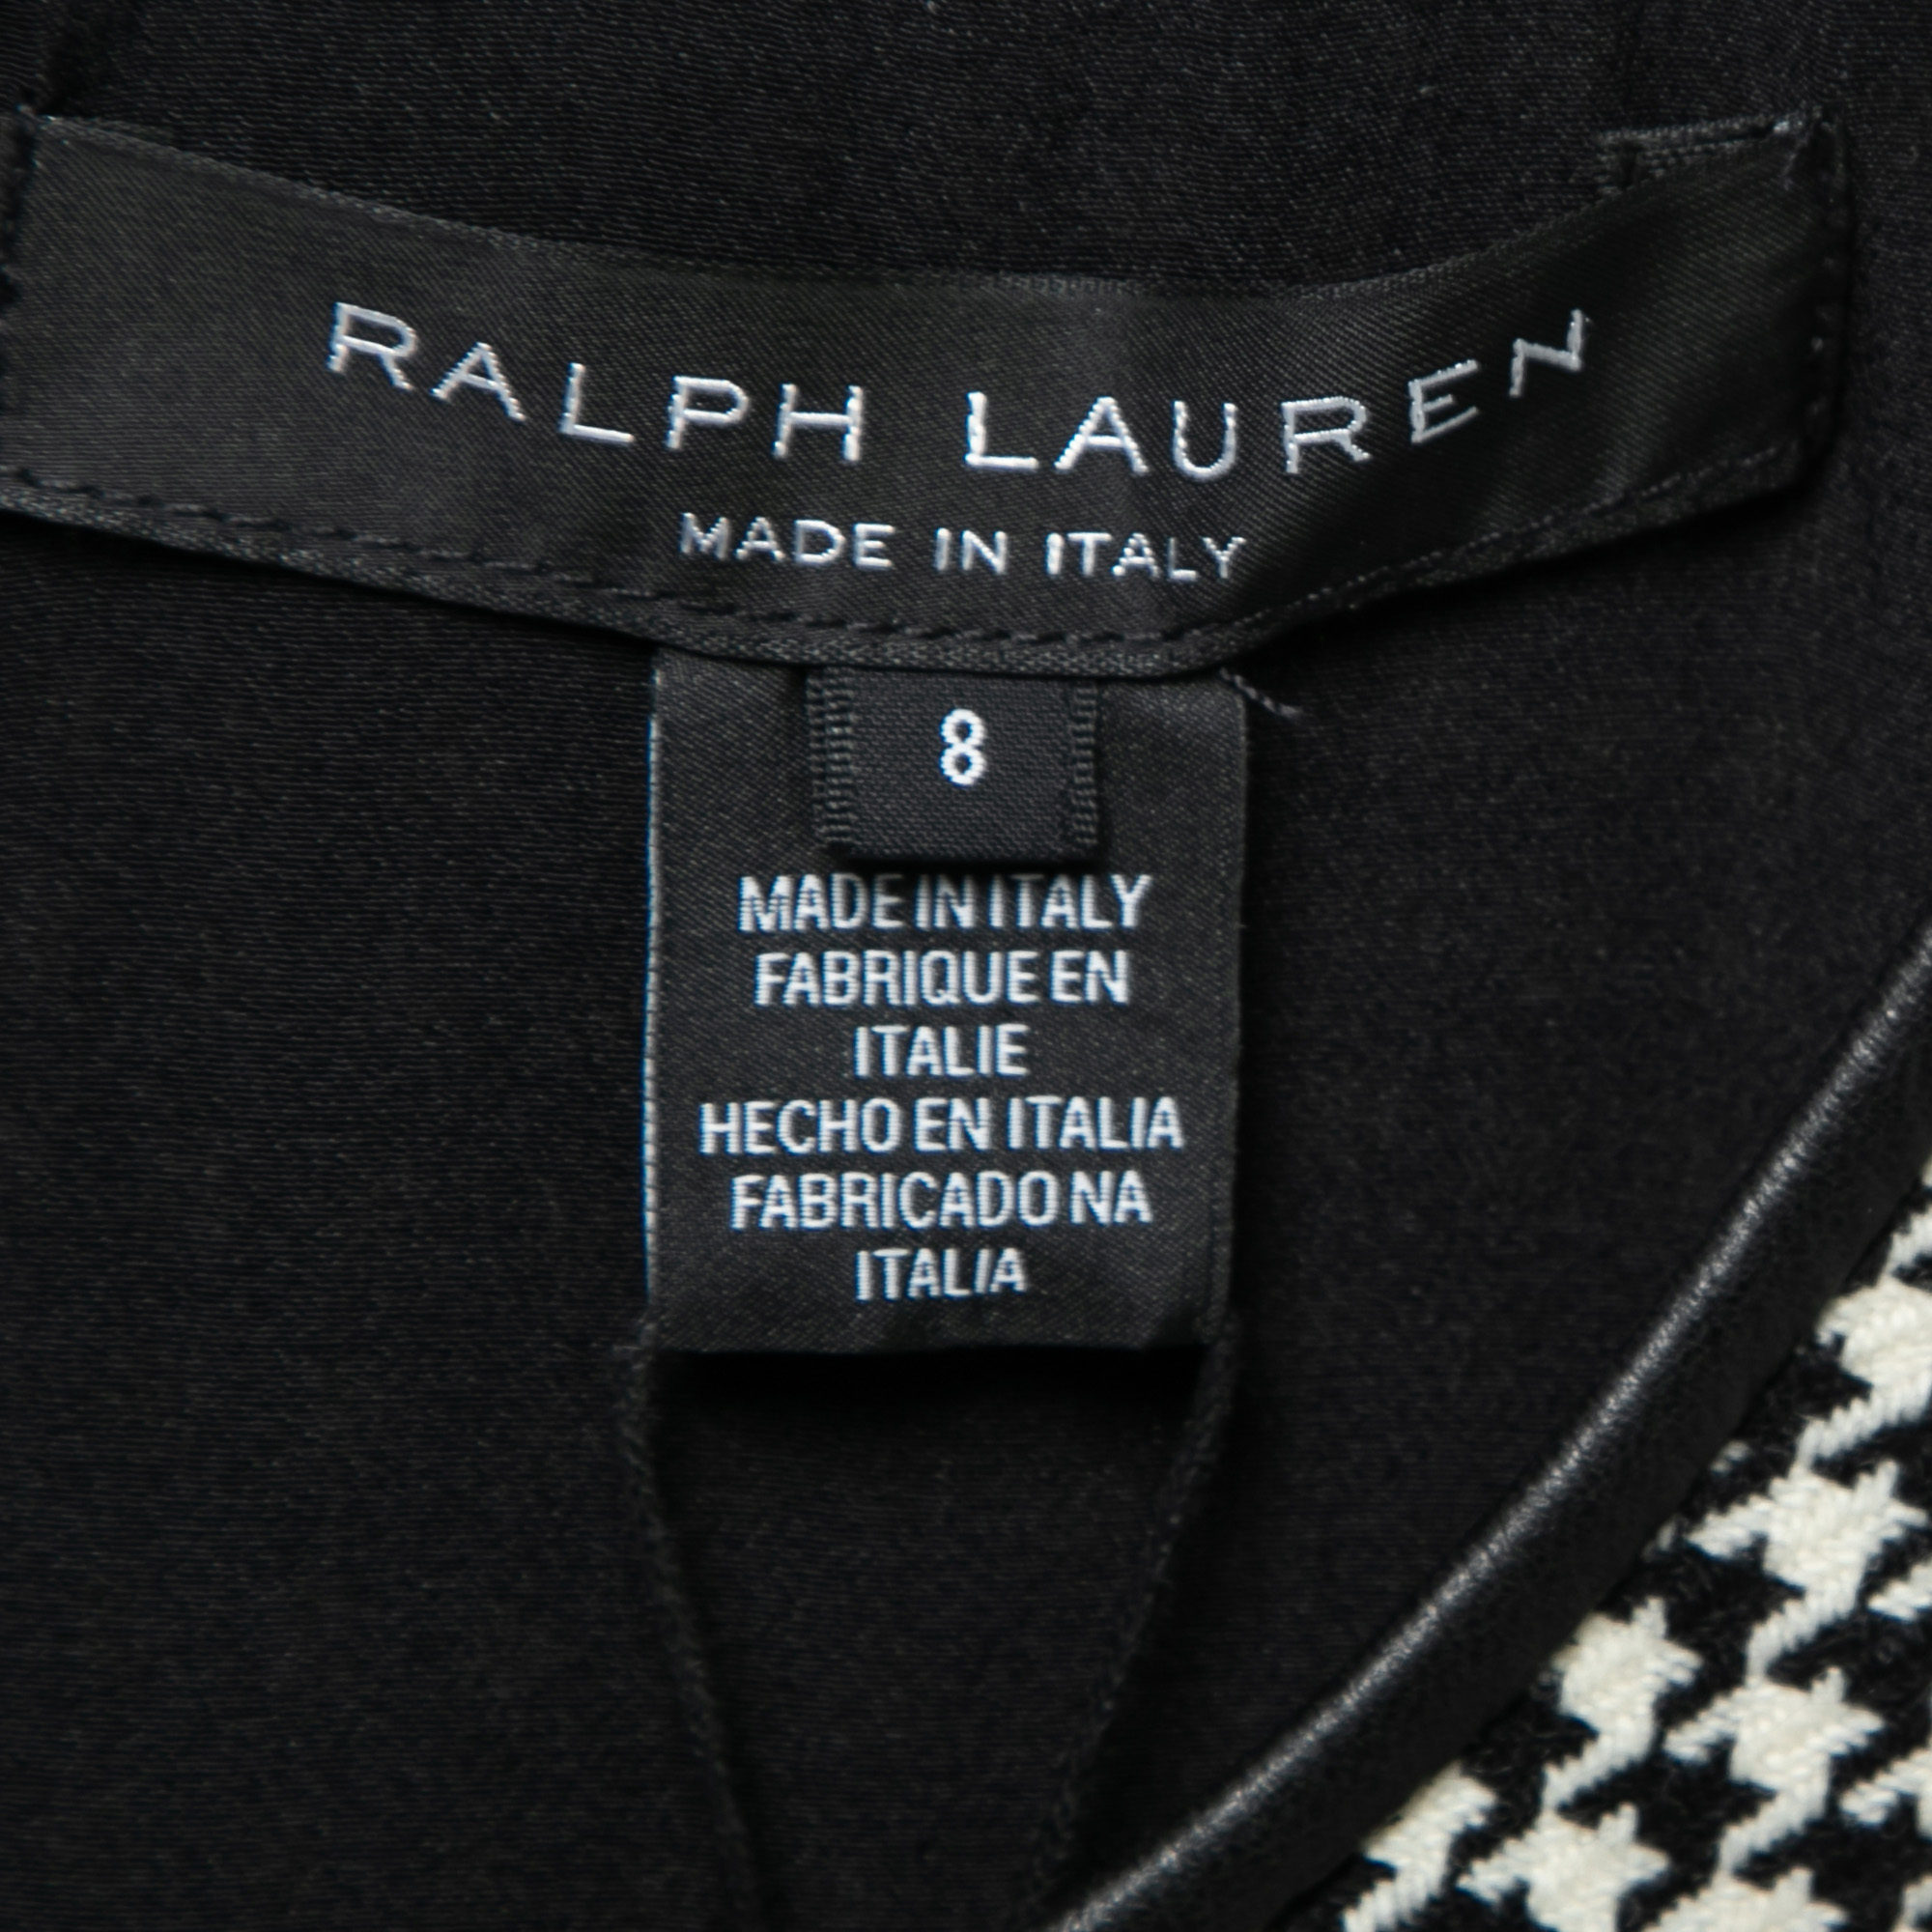 RALPH LAUREN
MADE IN ITALY
8
MADE IN ITALY
FABRIQUE EN
ITALIE
HECHO EN ITALIA
FABRICADO NA
ITALIA